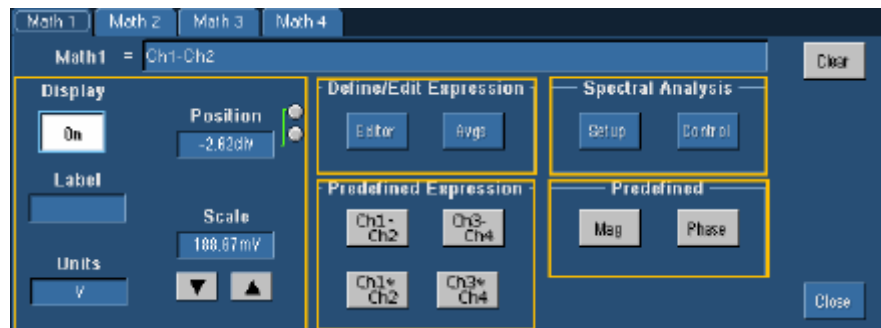 Math 1 Math 2 Math 3 Math 4
Math1 = Ch1-Ch2
Clear
Display
On
Position
-2.62div
Label
Scale
188.67mV
Units
V
Define/Edit Expression
Editor Avgs
Predefined Expression
Ch1-
Ch2
Ch3-
Ch4
Ch1*
Ch2
Ch3*
Ch4
Spectral Analysis
Setup Control
Predefined
Mag Phase
Close